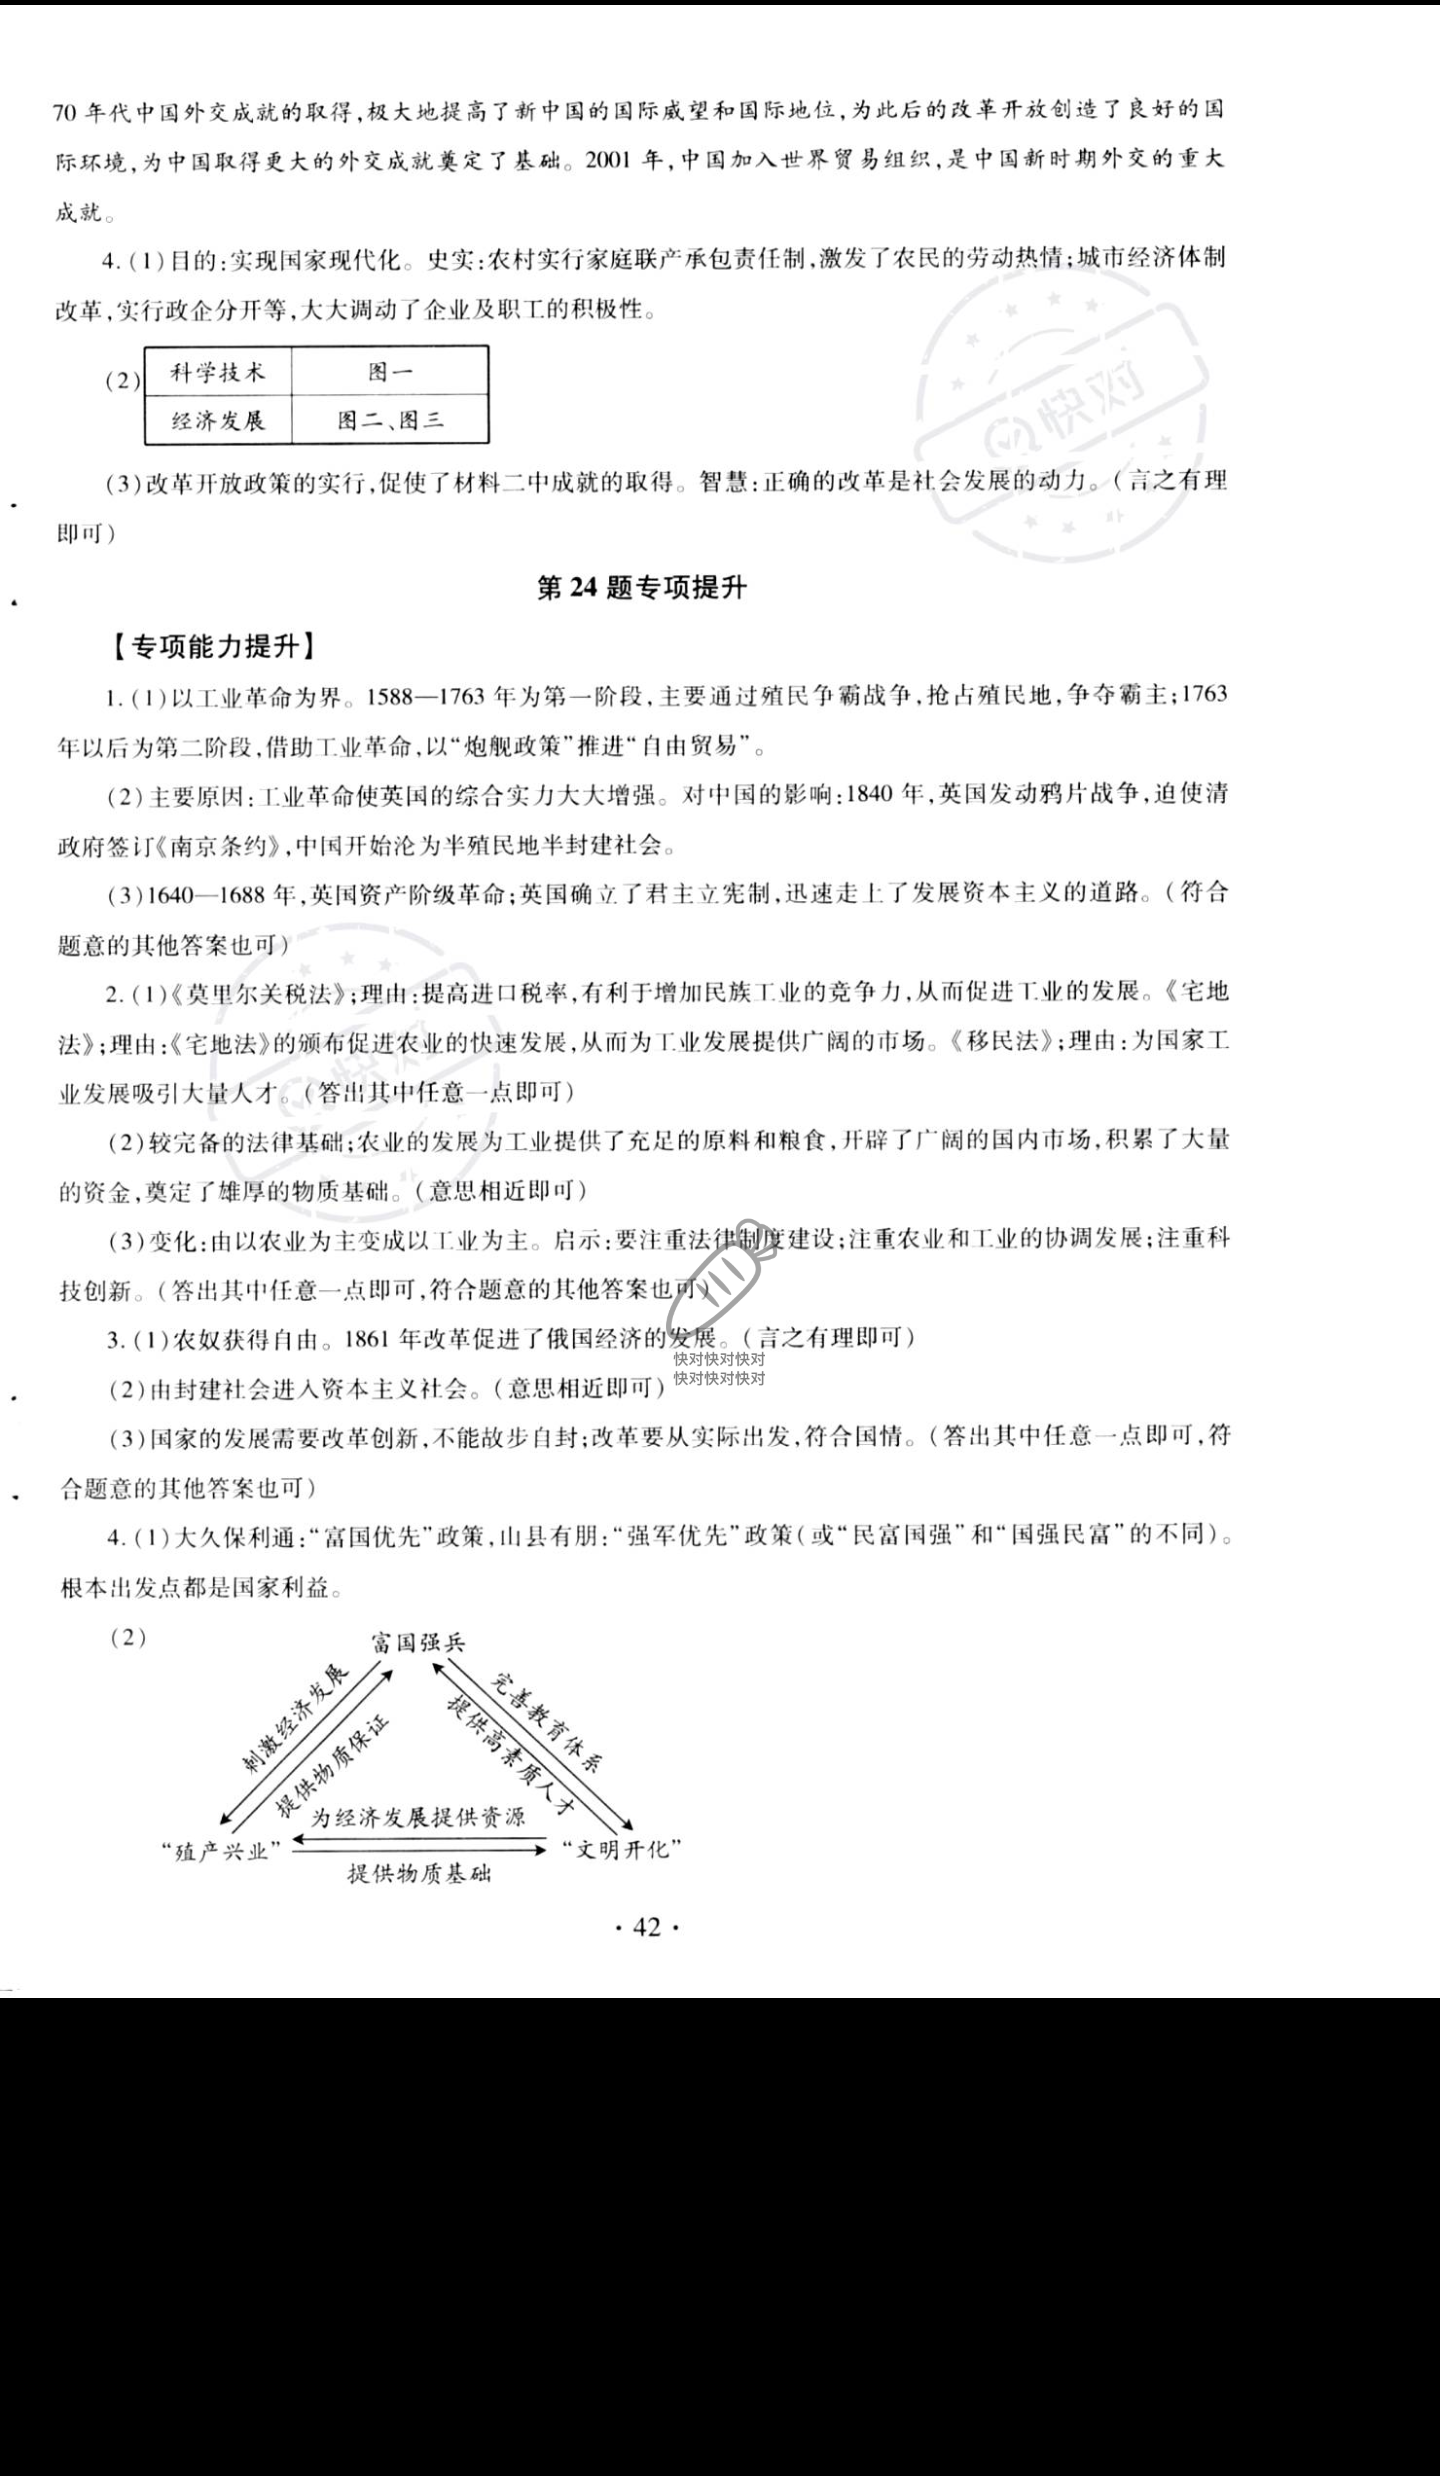 70 年代中国外交成就的取得,极大地提高了新中国的国际威望和国际地位,为此后的改革开放创造了良好的国
际环境,为中国取得更大的外交成就奠定了基础。2001 年,中国加入世界贸易组织,是中国新时期外交的重大
成就。
4.(1)目的:实现国家现代化。史实:农村实行家庭联产承包责任制,激发了农民的劳动热情;城市经济体制
改革,实行政企分开等,大大调动了企业及职工的积极性。
(2)
科学技术 图一
经济发展 图二、图三
(3)改革开放政策的实行,促使了材料二中成就的取得。智慧:正确的改革是社会发展的动力。(言之有理
即可)
快对
第 24 题专项提升
【专项能力提升】
1.(1)以工业革命为界。1588—1763 年为第一阶段,主要通过殖民争霸战争,抢占殖民地,争夺霸主;1763
年以后为第二阶段,借助工业革命,以“炮舰政策”推进“自由贸易”。
(2)主要原因:工业革命使英国的综合实力大大增强。对中国的影响:1840 年,英国发动鸦片战争,迫使清
政府签订《南京条约》,中国开始沦为半殖民地半封建社会。
(3)1640—1688 年,英国资产阶级革命;英国确立了君主立宪制,迅速走上了发展资本主义的道路。(符合
题意的其他答案也可)
2.(1)《莫里尔关税法》;理由:提高进口税率,有利于增加民族工业的竞争力,从而促进工业的发展。《宅地
法》;理由:《宅地法》的颁布促进农业的快速发展,从而为工业发展提供广阔的市场。《移民法》;理由:为国家工
业发展吸引大量人才。(答出其中任意一点即可)
(2)较完备的法律基础;农业的发展为工业提供了充足的原料和粮食,开辟了广阔的国内市场,积累了大量
的资金,奠定了雄厚的物质基础。(意思相近即可)
(3)变化:由以农业为主变成以工业为主。启示:要注重法律制度建设;注重农业和工业的协调发展;注重科
技创新。(答出其中任意一点即可,符合题意的其他答案也可)
3.(1)农奴获得自由。1861 年改革促进了俄国经济的发展。(言之有理即可)
快对快对快对
快对快对快对
(2)由封建社会进入资本主义社会。(意思相近即可)
(3)国家的发展需要改革创新,不能故步自封;改革要从实际出发,符合国情。(答出其中任意一点即可,符
合题意的其他答案也可)
4.(1)大久保利通:“富国优先”政策,山县有朋:“强军优先”政策(或“民富国强”和“国强民富”的不同)。
根本出发点都是国家利益。
(2)
富国强兵
刺激经济发展
提供物质保证
完善教育体系
提供高素质人才
为经济发展提供资源
“殖产兴业”
“文明开化”
提供物质基础
·42·